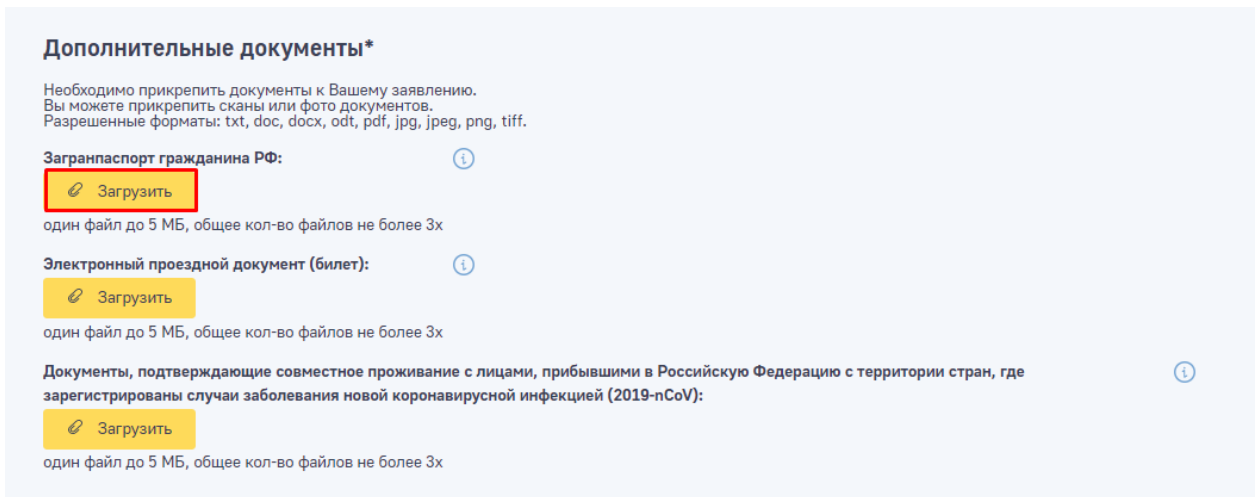 Дополнительные документы*
Необходимо прикрепить документы к Вашему заявлению.
Вы можете прикрепить сканы или фото документов.
Разрешенные форматы: txt, doc, docx, odt, pdf, jpg, jpeg, png, tiff.
Загранпаспорт гражданина РФ:
Загрузить
один файл до 5 МБ, общее кол-во файлов не более 3х
Электронный проездной документ (билет):
Загрузить
один файл до 5 МБ, общее кол-во файлов не более 3х
Документы, подтверждающие совместное проживание с лицами, прибывшими в Российскую Федерацию с территории стран, где
зарегистрированы случаи заболевания новой коронавирусной инфекцией (2019-nCoV):
Загрузить
один файл до 5 МБ, общее кол-во файлов не более 3х